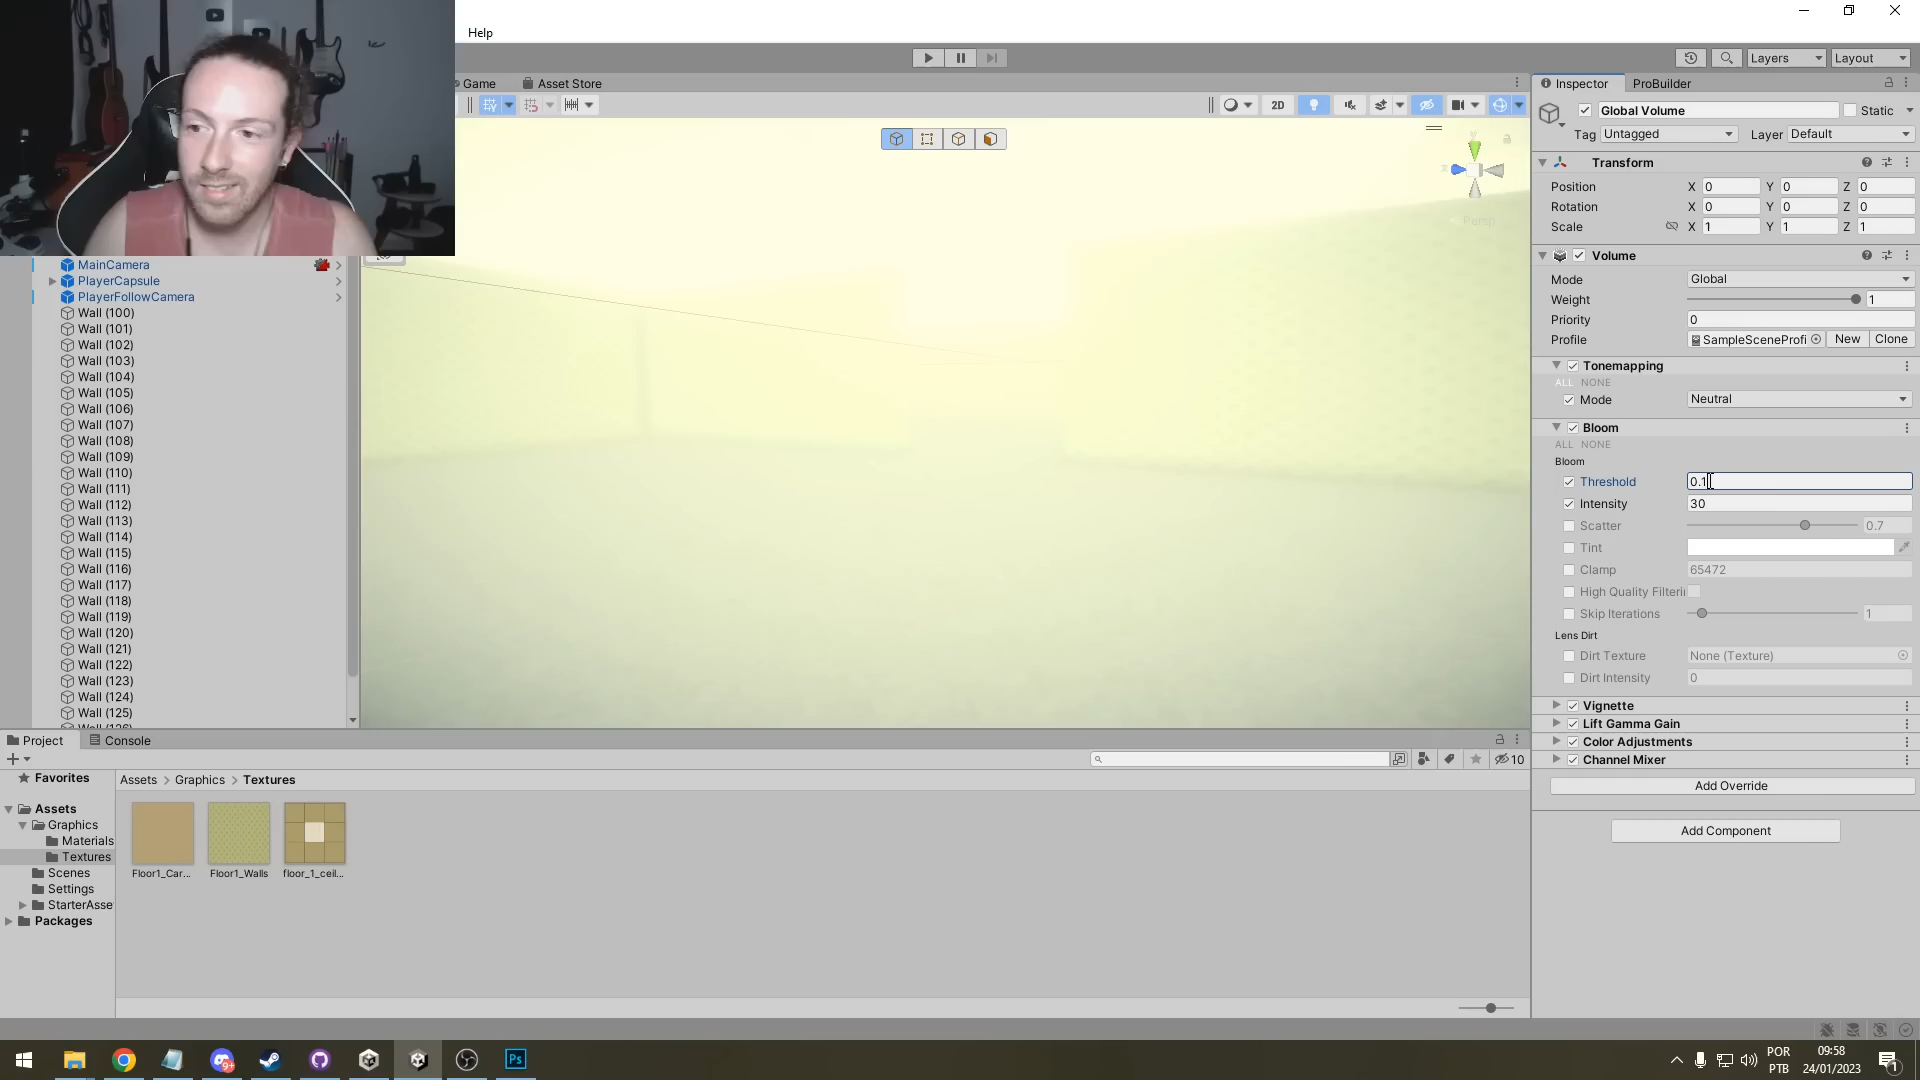 Help
Layers
Layout
Game
Asset Store
2D
Persp
MainCamera
PlayerCapsule
PlayerFollowCamera
Wall (100)
Wall (101)
Wall (102)
Wall (103)
Wall (104)
Wall (105)
Wall (106)
Wall (107)
Wall (108)
Wall (109)
Wall (110)
Wall (111)
Wall (112)
Wall (113)
Wall (114)
Wall (115)
Wall (116)
Wall (117)
Wall (118)
Wall (119)
Wall (120)
Wall (121)
Wall (122)
Wall (123)
Wall (124)
Wall (125)
Inspector
ProBuilder
Global Volume
Static
Tag Untagged
Layer Default
Transform
Position X 0 Y 0 Z 0
Rotation X 0 Y 0 Z 0
Scale X 1 Y 1 Z 1
Volume
Mode Global
Weight 1
Priority 0
Profile SampleSceneProfi New Clone
Tonemapping
ALL NONE
Mode Neutral
Bloom
ALL NONE
Bloom
Threshold 0.1
Intensity 30
Scatter 0.7
Tint
Clamp 65472
High Quality Filteri
Skip Iterations 1
Lens Dirt
Dirt Texture None (Texture)
Dirt Intensity 0
Vignette
Lift Gamma Gain
Color Adjustments
Channel Mixer
Add Override
Add Component
Project
Console
10
Favorites
Assets
Graphics
Materials
Textures
Scenes
Settings
StarterAsse
Packages
Assets > Graphics > Textures
Floor1_Car...
Floor1_Walls
floor_1_ceil...
9+
Ps
POR
PTB
09:58
24/01/2023
1